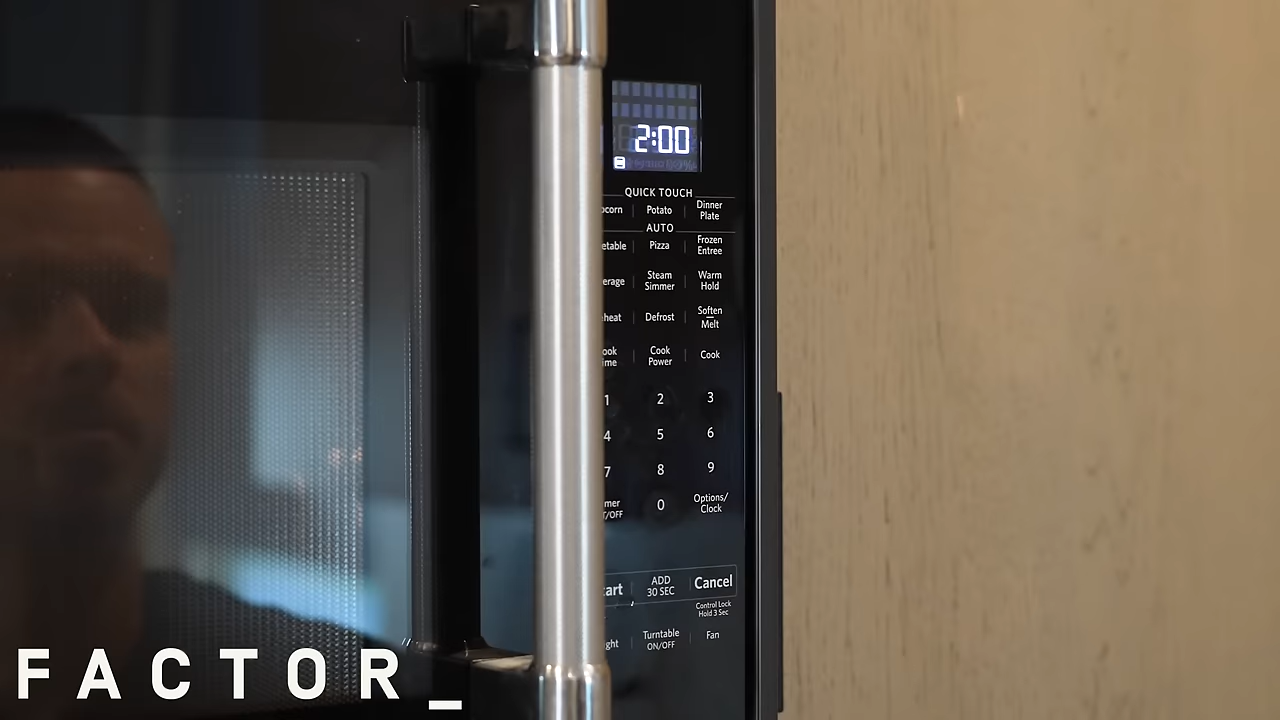 2:00
QUICK TOUCH
Potato
Dinner
Plate
AUTO
Pizza
Frozen
Entree
Steam
Simmer
Warm
Hold
Defrost
Soften
Melt
Cook
Power
Cook
1 2 3
4 5 6
7 8 9
0
Options/
Clock
ADD
30 SEC
Cancel
Control Lock
Hold 3 Sec
Turntable
ON/OFF
Fan
FACTOR_